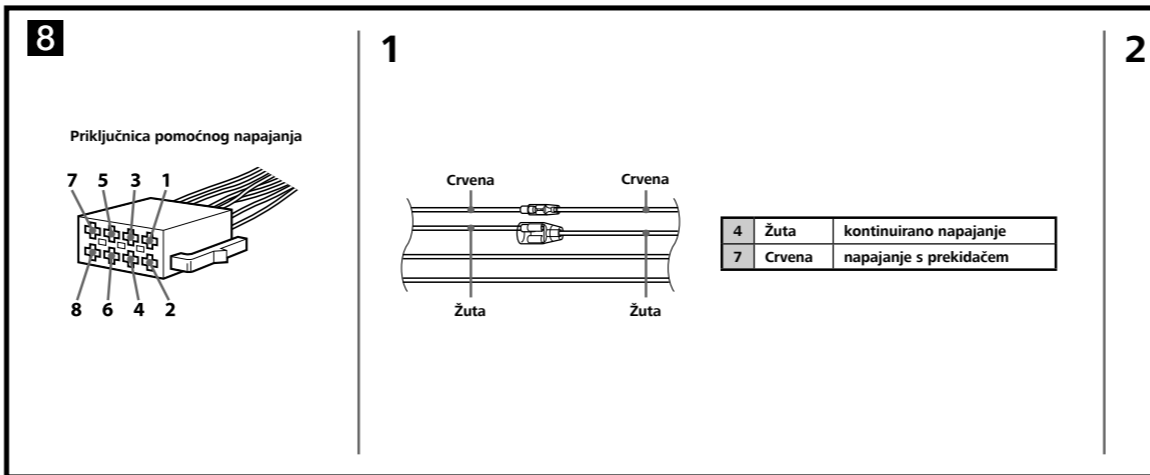 8
1
2
Priključnica pomoćnog napajanja
7 5 3 1
8 6 4 2
Crvena Crvena
Žuta Žuta
4 Žuta kontinuirano napajanje
7 Crvena napajanje s prekidačem